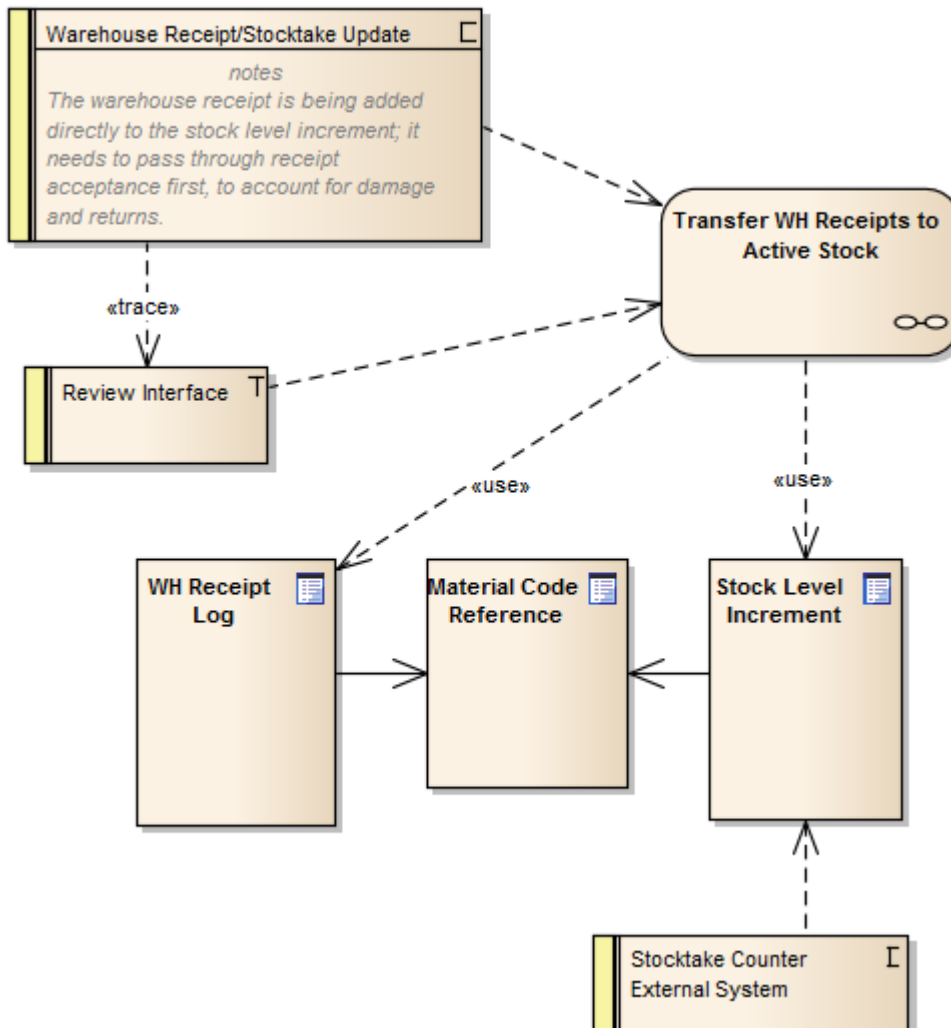 Warehouse Receipt/Stocktake Update
notes
The warehouse receipt is being added
directly to the stock level increment; it
needs to pass through receipt
acceptance first, to account for damage
and returns.
Transfer WH Receipts to
Active Stock
«trace»
Review Interface
«use»
«use»
WH Receipt
Log
Material Code
Reference
Stock Level
Increment
Stocktake Counter
External System